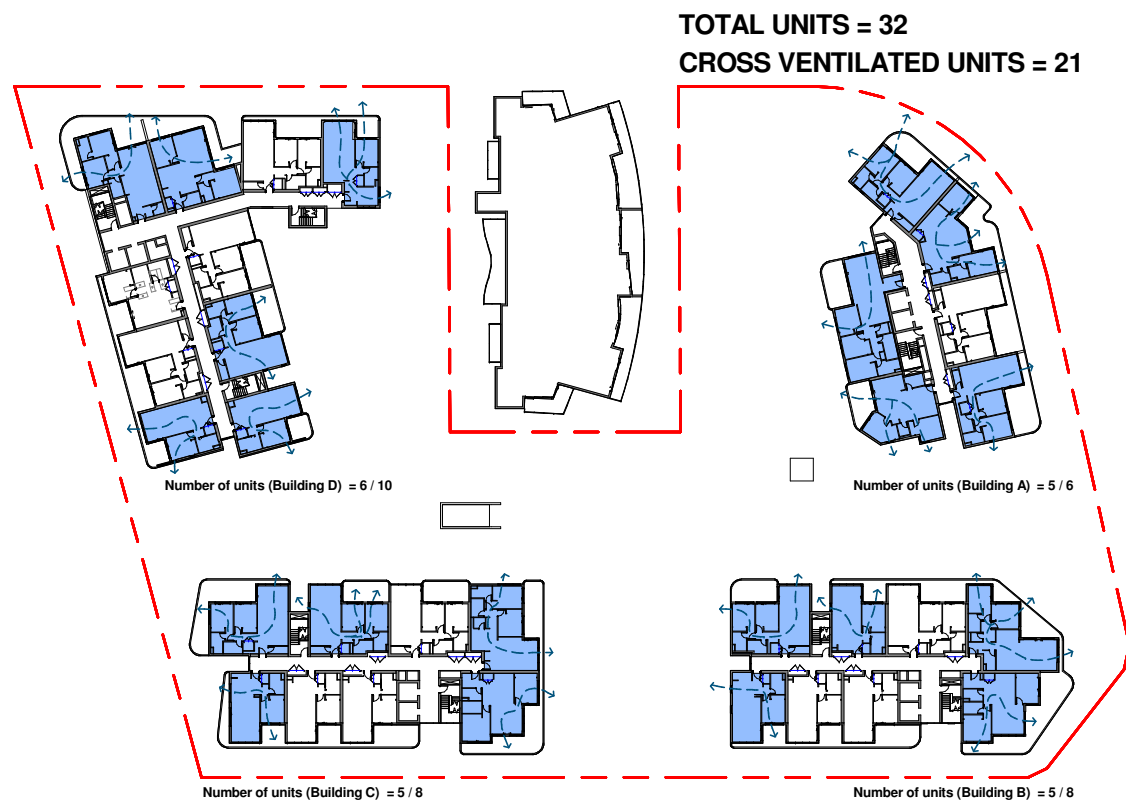 TOTAL UNITS = 32
CROSS VENTILATED UNITS = 21
Number of units (Building D) = 6 / 10
Number of units (Building A) = 5 / 6
Number of units (Building C) = 5 / 8
Number of units (Building B) = 5 / 8